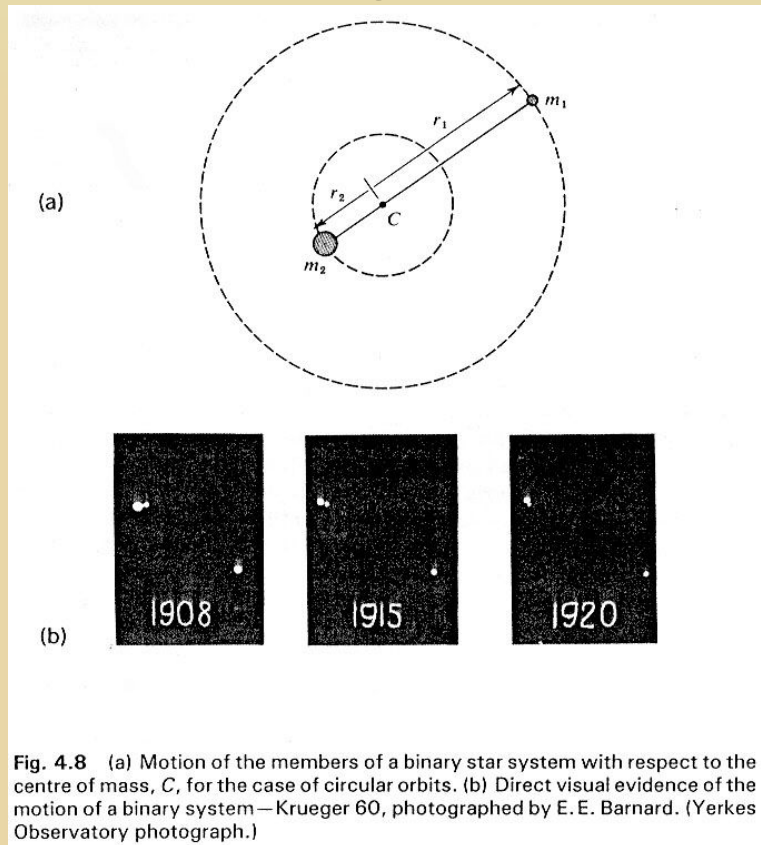 (a)
r₁
m₁
r₂
C
m₂
(b)
1908
1915
1920
Fig. 4.8 (a) Motion of the members of a binary star system with respect to the
centre of mass, C, for the case of circular orbits. (b) Direct visual evidence of the
motion of a binary system—Krueger 60, photographed by E. E. Barnard. (Yerkes
Observatory photograph.)